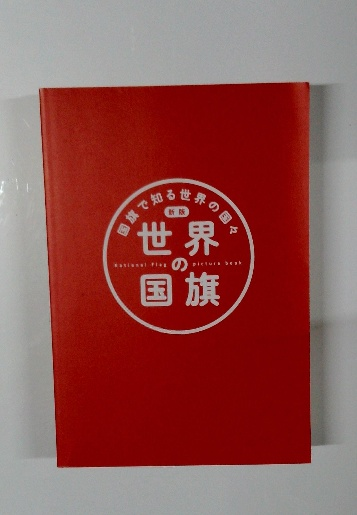 国旗で知る世界の国々
新版
世界
の
National Flag picture book
国旗